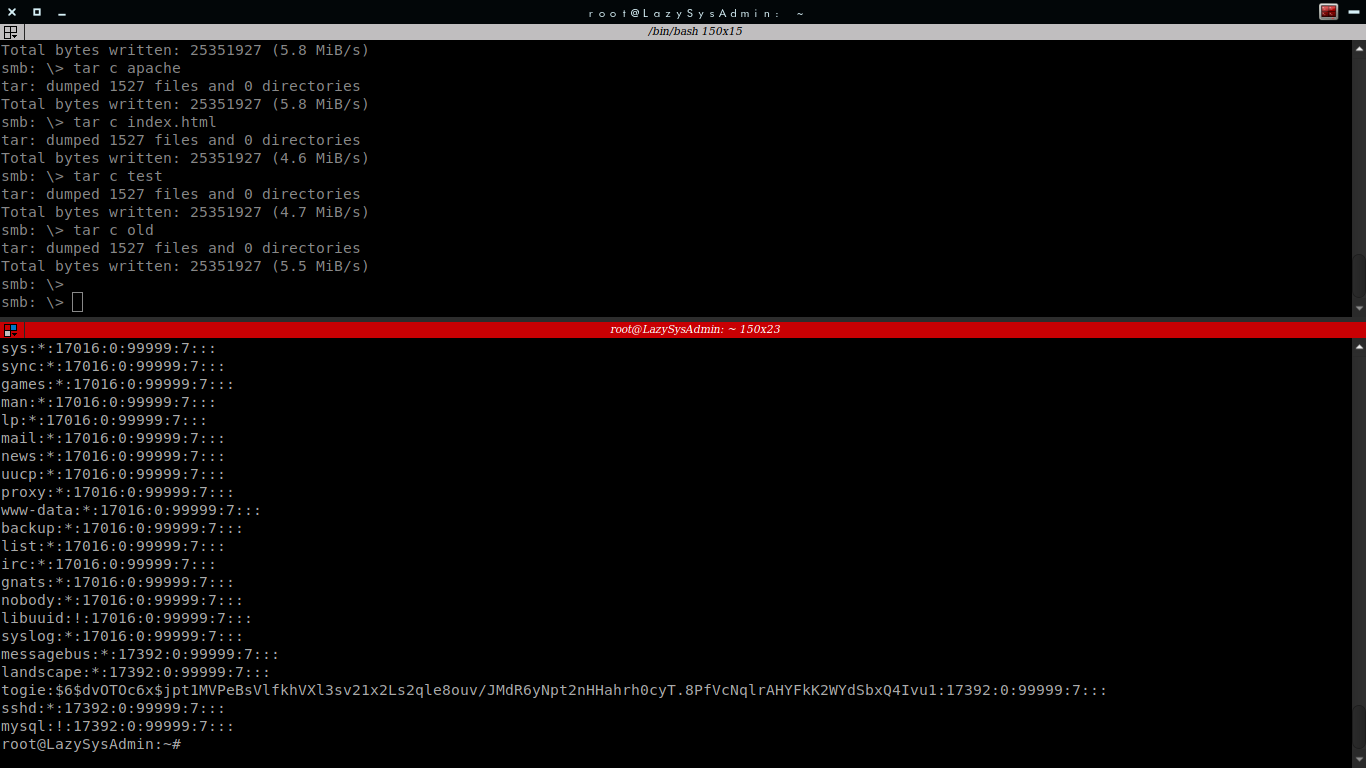 root@LazySysAdmin: ~
/bin/bash 150x15
Total bytes written: 25351927 (5.8 MiB/s)
smb: \> tar c apache
tar: dumped 1527 files and 0 directories
Total bytes written: 25351927 (5.8 MiB/s)
smb: \> tar c index.html
tar: dumped 1527 files and 0 directories
Total bytes written: 25351927 (4.6 MiB/s)
smb: \> tar c test
tar: dumped 1527 files and 0 directories
Total bytes written: 25351927 (4.7 MiB/s)
smb: \> tar c old
tar: dumped 1527 files and 0 directories
Total bytes written: 25351927 (5.5 MiB/s)
smb: \>
smb: \>
root@LazySysAdmin: ~ 150x23
sys:*:17016:0:99999:7:::
sync:*:17016:0:99999:7:::
games:*:17016:0:99999:7:::
man:*:17016:0:99999:7:::
lp:*:17016:0:99999:7:::
mail:*:17016:0:99999:7:::
news:*:17016:0:99999:7:::
uucp:*:17016:0:99999:7:::
proxy:*:17016:0:99999:7:::
www-data:*:17016:0:99999:7:::
backup:*:17016:0:99999:7:::
list:*:17016:0:99999:7:::
irc:*:17016:0:99999:7:::
gnats:*:17016:0:99999:7:::
nobody:*:17016:0:99999:7:::
libuuid:!:17016:0:99999:7:::
syslog:*:17016:0:99999:7:::
messagebus:*:17392:0:99999:7:::
landscape:*:17392:0:99999:7:::
togie:$6$dvOTOc6x$jpt1MVPeBsVlfkhVXl3sv21x2Ls2qle8ouv/JMdR6yNpt2nHHahrh0cyT.8PfVcNqlrAHYFkK2WYdSbxQ4Ivu1:17392:0:99999:7:::
sshd:*:17392:0:99999:7:::
mysql:!:17392:0:99999:7:::
root@LazySysAdmin:~#